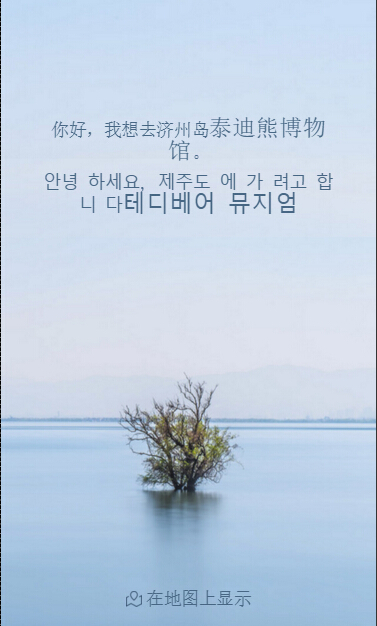 你好，我想去济州岛泰迪熊博物
馆。
안녕 하세요, 제주도 에 가 려고 합
니 다테디베어 뮤지엄
在地图上显示